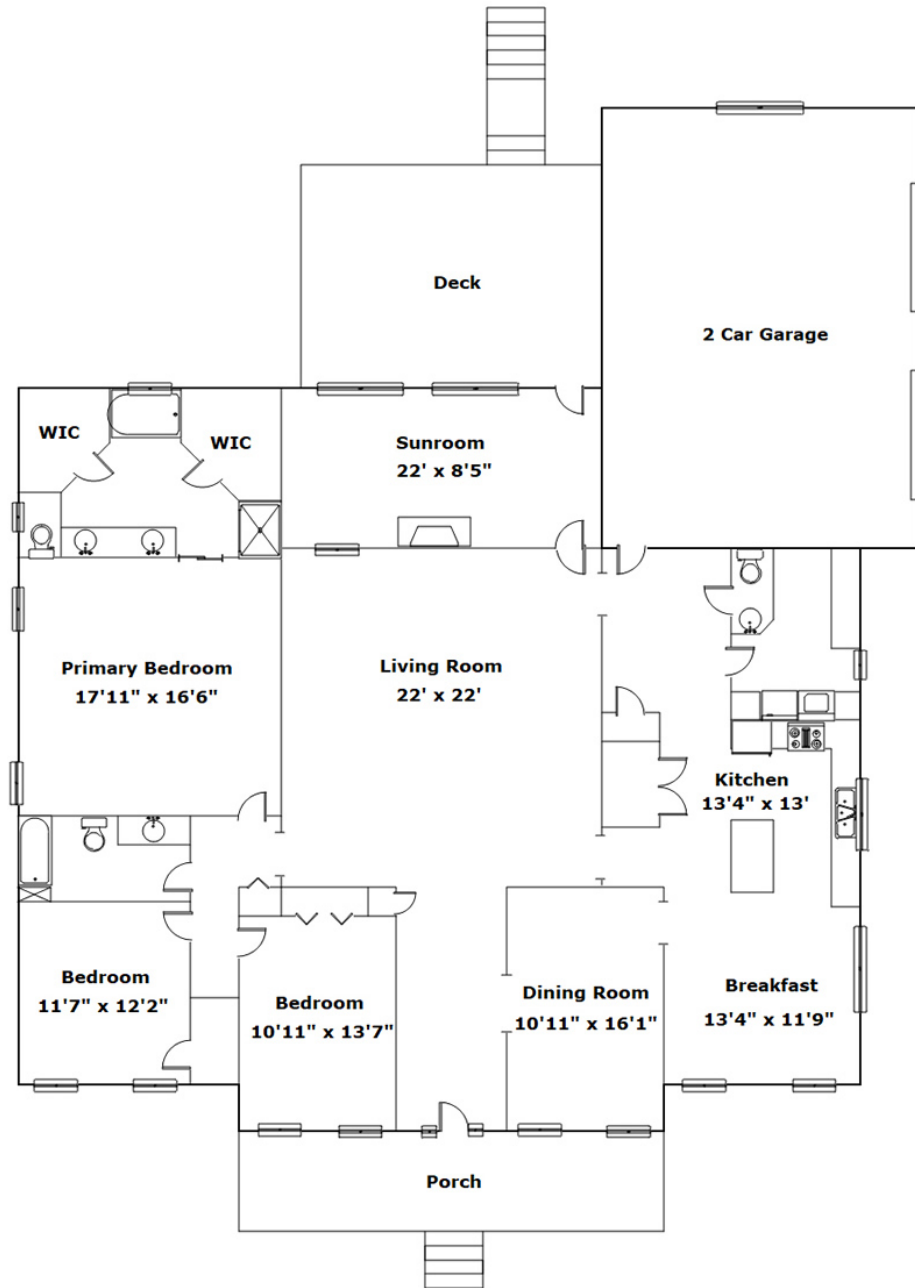 Deck
2 Car Garage
WIC
WIC
Sunroom
22' x 8'5"
Primary Bedroom
17'11" x 16'6"
Living Room
22' x 22'
Kitchen
13'4" x 13'
Bedroom
11'7" x 12'2"
Bedroom
10'11" x 13'7"
Dining Room
10'11" x 16'1"
Breakfast
13'4" x 11'9"
Porch